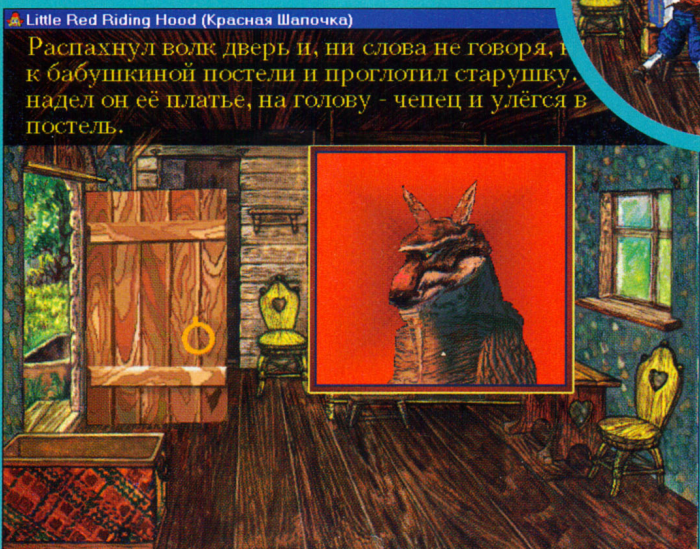 Little Red Riding Hood (Красная Шапочка)
Распахнул волк дверь и, ни слова не говоря,
к бабушкиной постели и проглотил старушку.
надел он её платье, на голову - чепец и улёгся в
постель.